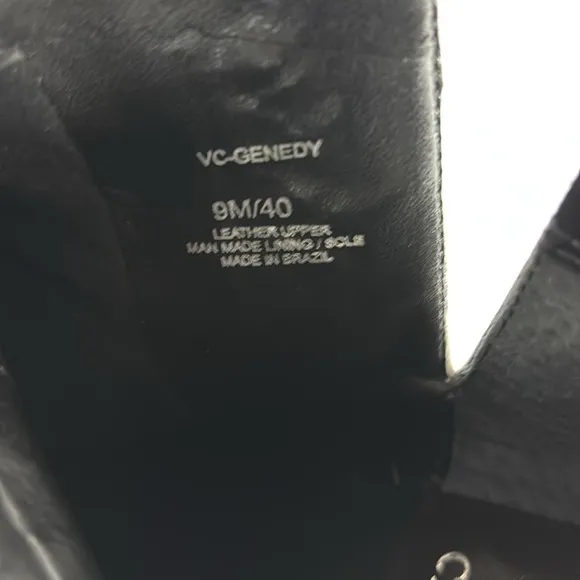 VC-GENEDY
9M/40
LEATHER UPPER
MAN MADE LINING / SOLE
MADE IN BRAZIL